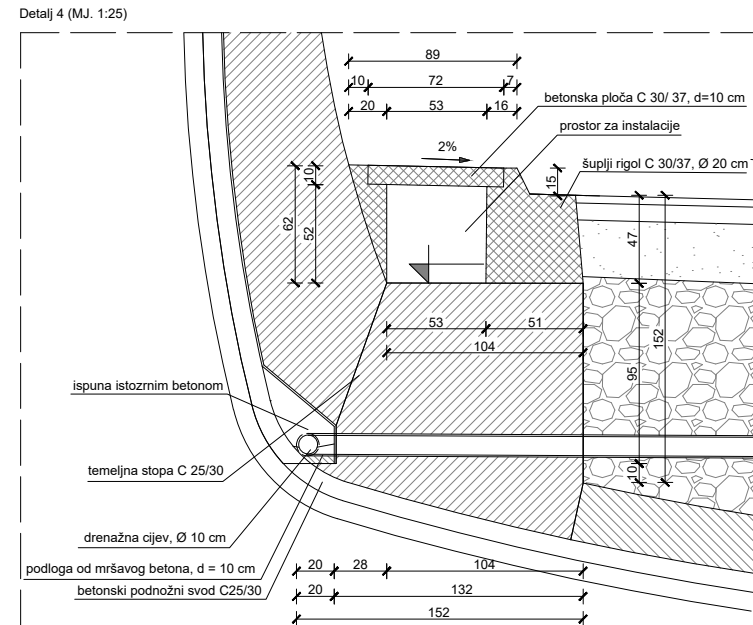 Detalj 4 (MJ. 1:25)
89
10 72 7
20 53 16
betonska ploča C 30/ 37, d=10 cm
prostor za instalacije
2%
šuplji rigol C 30/37, Ø 20 cm
15
10
62
52
47
152
53 51
104
95
ispuna istozrnim betonom
temeljna stopa C 25/30
10
drenažna cijev, Ø 10 cm
podloga od mršavog betona, d = 10 cm
betonski podnožni svod C25/30
20 28 104
20 132
152